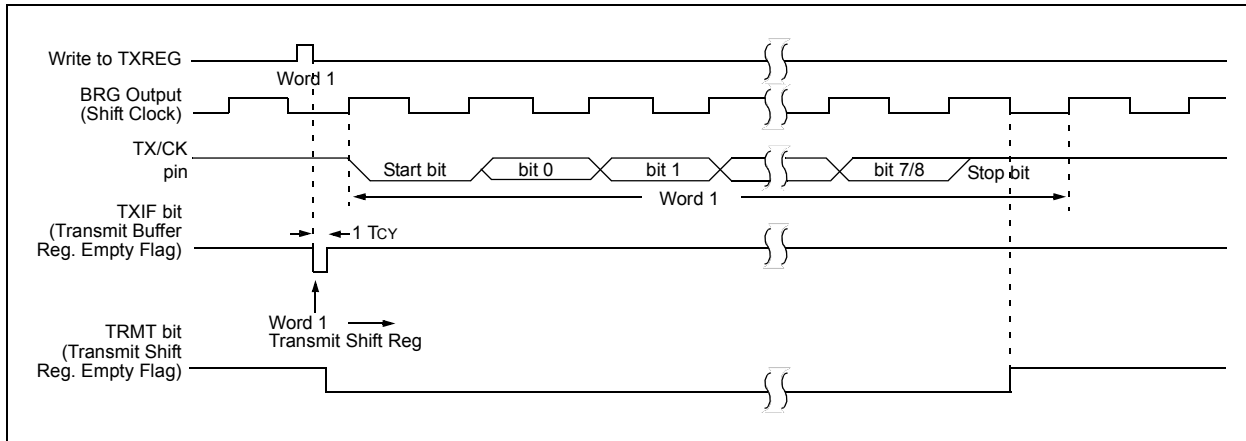 Write to TXREG
Word 1
BRG Output
(Shift Clock)
TX/CK
pin
Start bit
bit 0
bit 1
bit 7/8
Stop bit
Word 1
TXIF bit
(Transmit Buffer
Reg. Empty Flag)
1 TCY
Word 1
Transmit Shift Reg
TRMT bit
(Transmit Shift
Reg. Empty Flag)